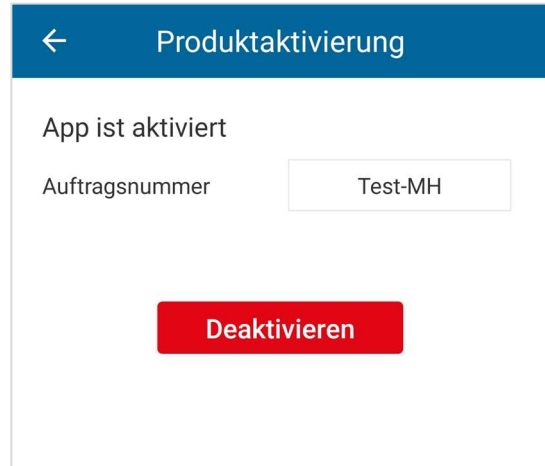 Produktaktivierung
App ist aktiviert
Auftragsnummer Test-MH
Deaktivieren